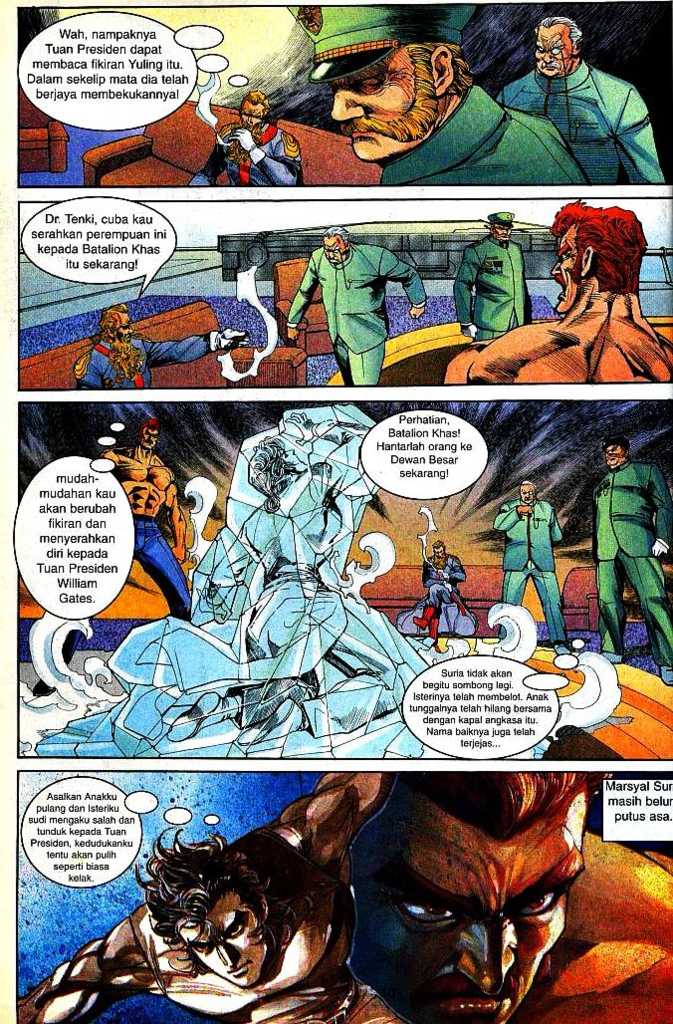 Wah, nampaknya
Tuan Presiden dapat
membaca fikiran Yuling itu.
Dalam sekelip mata dia telah
berjaya membekukannya!
Dr. Tenki, cuba kau
serahkan perempuan ini
kepada Batalion Khas
itu sekarang!
Perhatian,
Batalion Khas!
Hantarlah orang ke
Dewan Besar
sekarang!
mudah-
mudahan kau
akan berubah
fikiran dan
menyerahkan
diri kepada
Tuan Presiden
William
Gates.
Suria tidak akan
begitu sombong lagi.
Isterinya telah membelot. Anak
tunggalnya telah hilang bersama
dengan kapal angkasa itu.
Nama baiknya juga telah
terjejas...
Asalkan Anakku
pulang dan Isteriku
sudi mengaku salah dan
tunduk kepada Tuan
Presiden, kedudukanku
tentu akan pulih
seperti biasa
kelak.
Marsyal Sur
masih belur
putus asa.